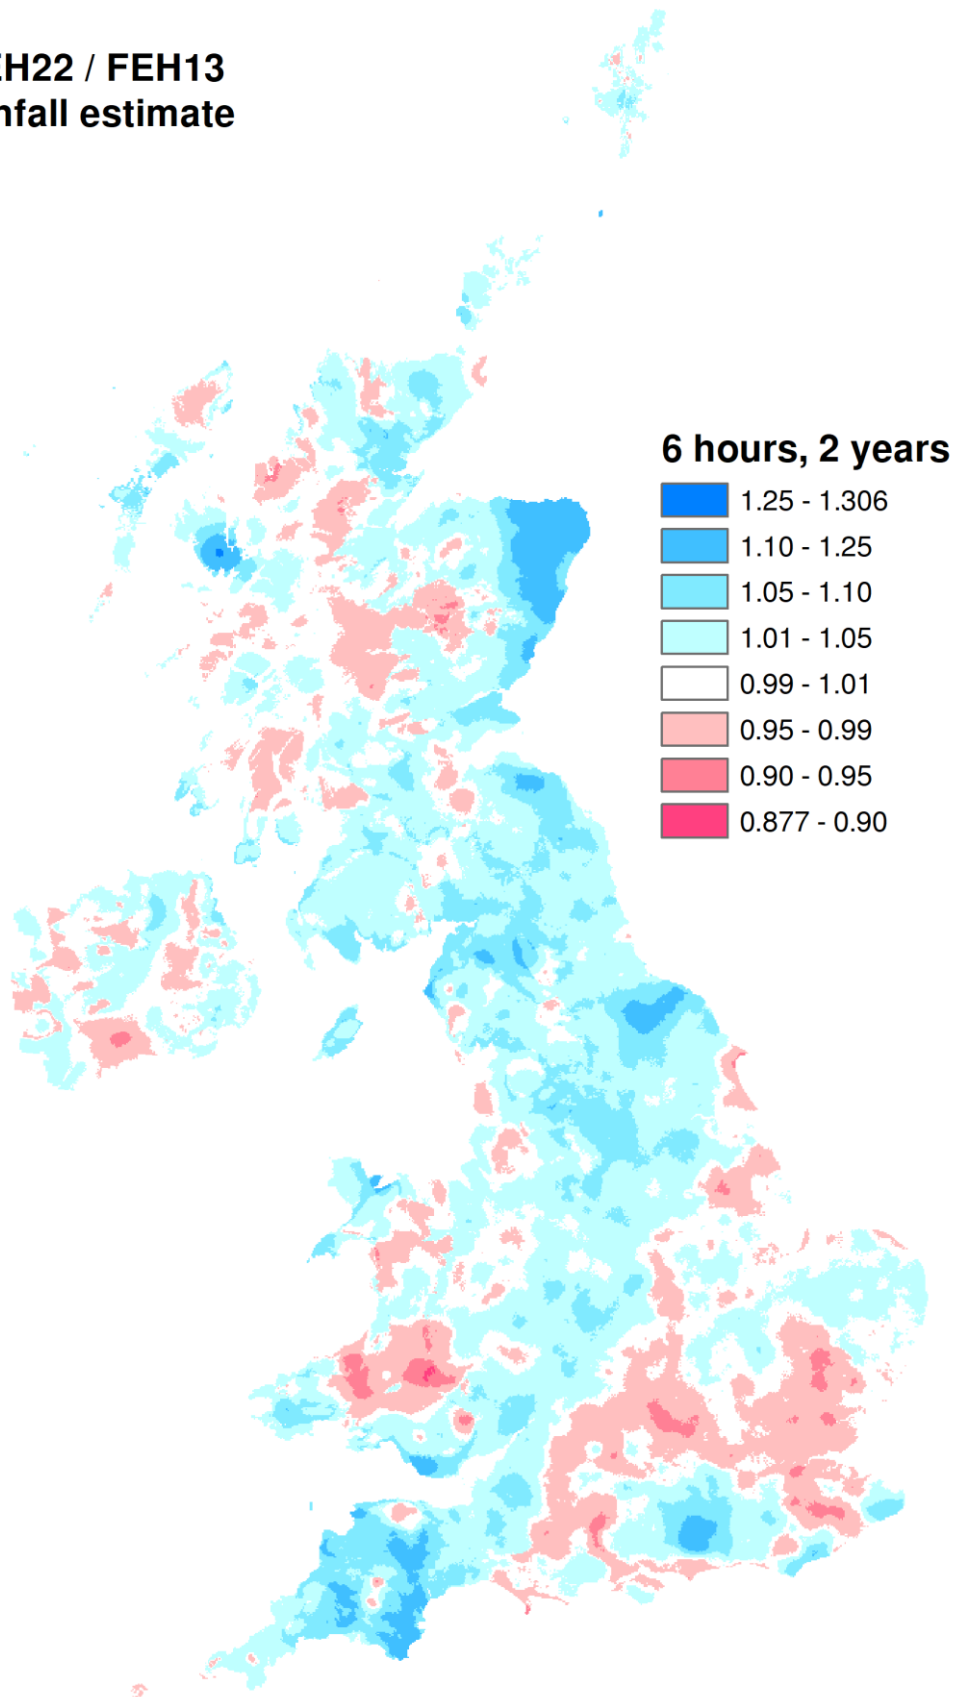 EH22 / FEH13
nfall estimate
6 hours, 2 years
1.25 - 1.306
1.10 - 1.25
1.05 - 1.10
1.01 - 1.05
0.99 - 1.01
0.95 - 0.99
0.90 - 0.95
0.877 - 0.90